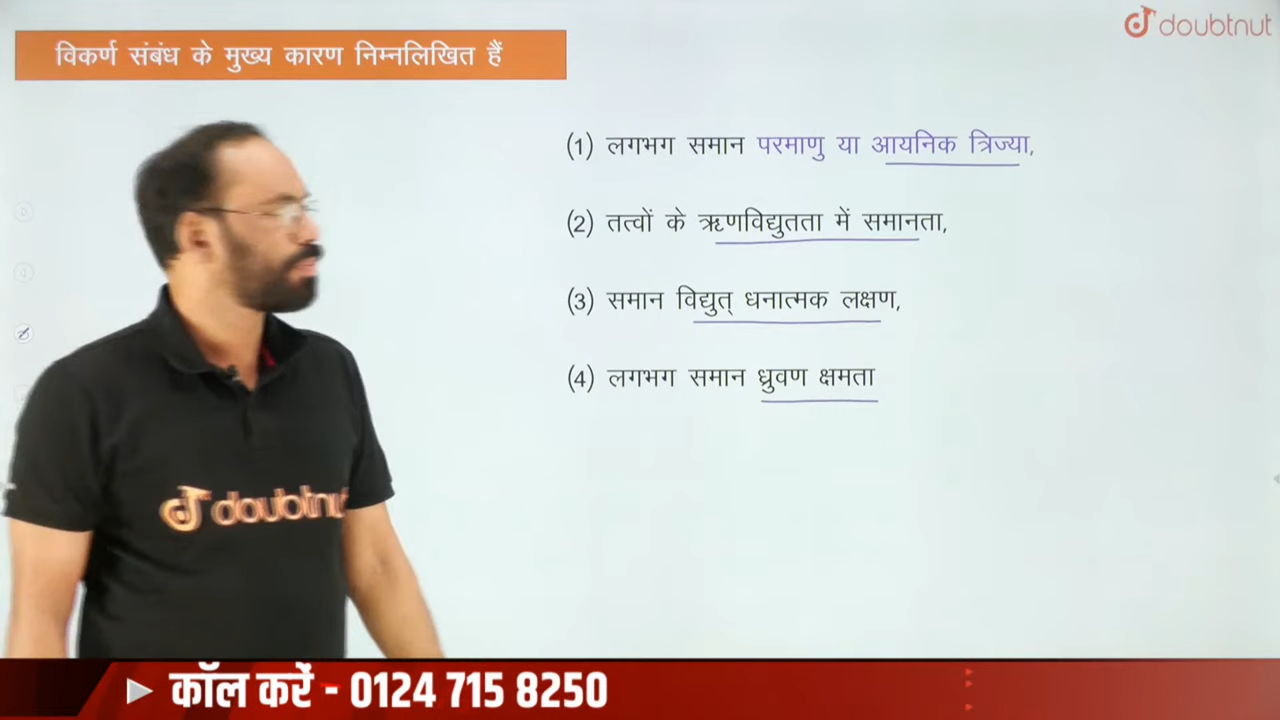 doubtnut
विकर्ण संबंध के मुख्य कारण निम्नलिखित हैं
(1) लगभग समान परमाणु या आयनिक त्रिज्या,
(2) तत्वों के ऋणविद्युतता में समानता,
(3) समान विद्युत् धनात्मक लक्षण,
(4) लगभग समान ध्रुवण क्षमता
doubtnut
कॉल करें - 0124 715 8250